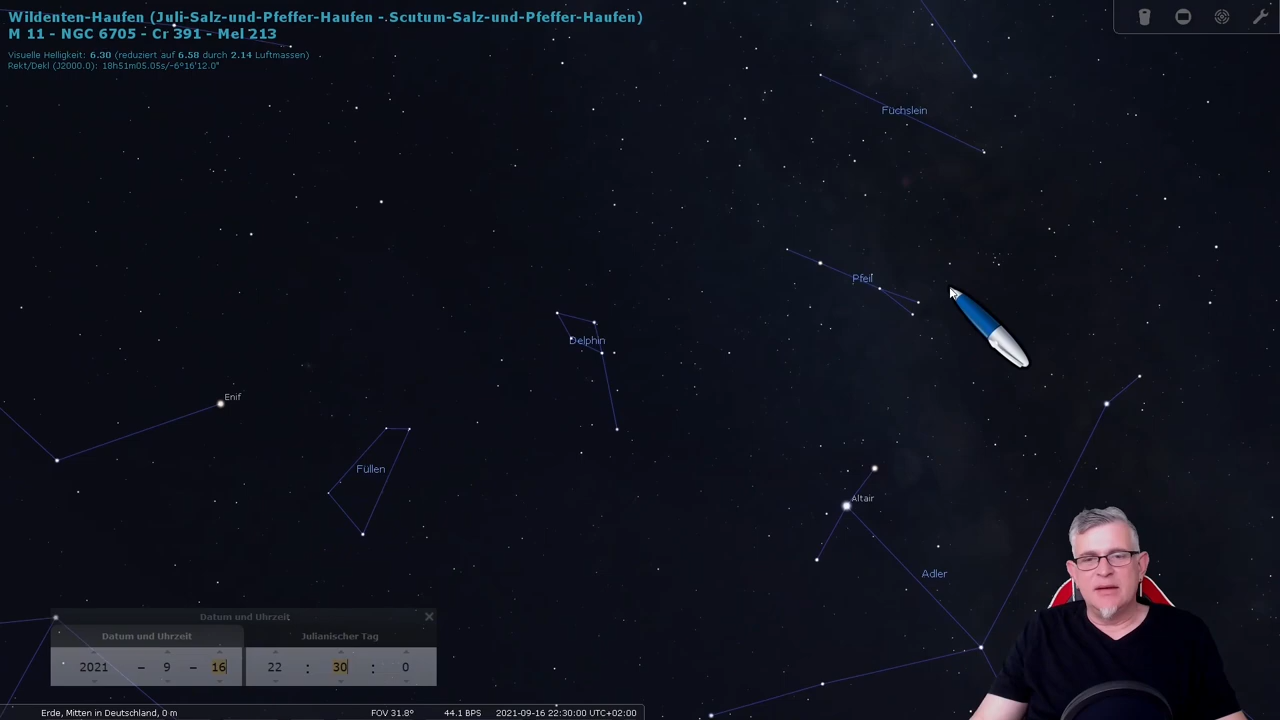 Wildenten-Haufen (Juli-Salz-und-Pfeffer-Haufen - Scutum-Salz-und-Pfeffer-Haufen)
M 11 - NGC 6705 - Cr 391 - Mel 213
Visuelle Helligkeit: 6.30 (reduziert auf 6.58 durch 2.14 Luftmassen)
Rekt/Dekl (J2000.0): 18h51m05.05s/-6°16'12.0"
Füchslein
Pfeil
Delphin
Enif
Füllen
Altair
Adler
Datum und Uhrzeit
Datum und Uhrzeit Julianischer Tag
2021 - 9 - 16 22 : 30 : 0
Erde, Mitten in Deutschland, 0 m FOV 31.8° 44.1 BPS 2021-09-16 22:30:00 UTC+02:00